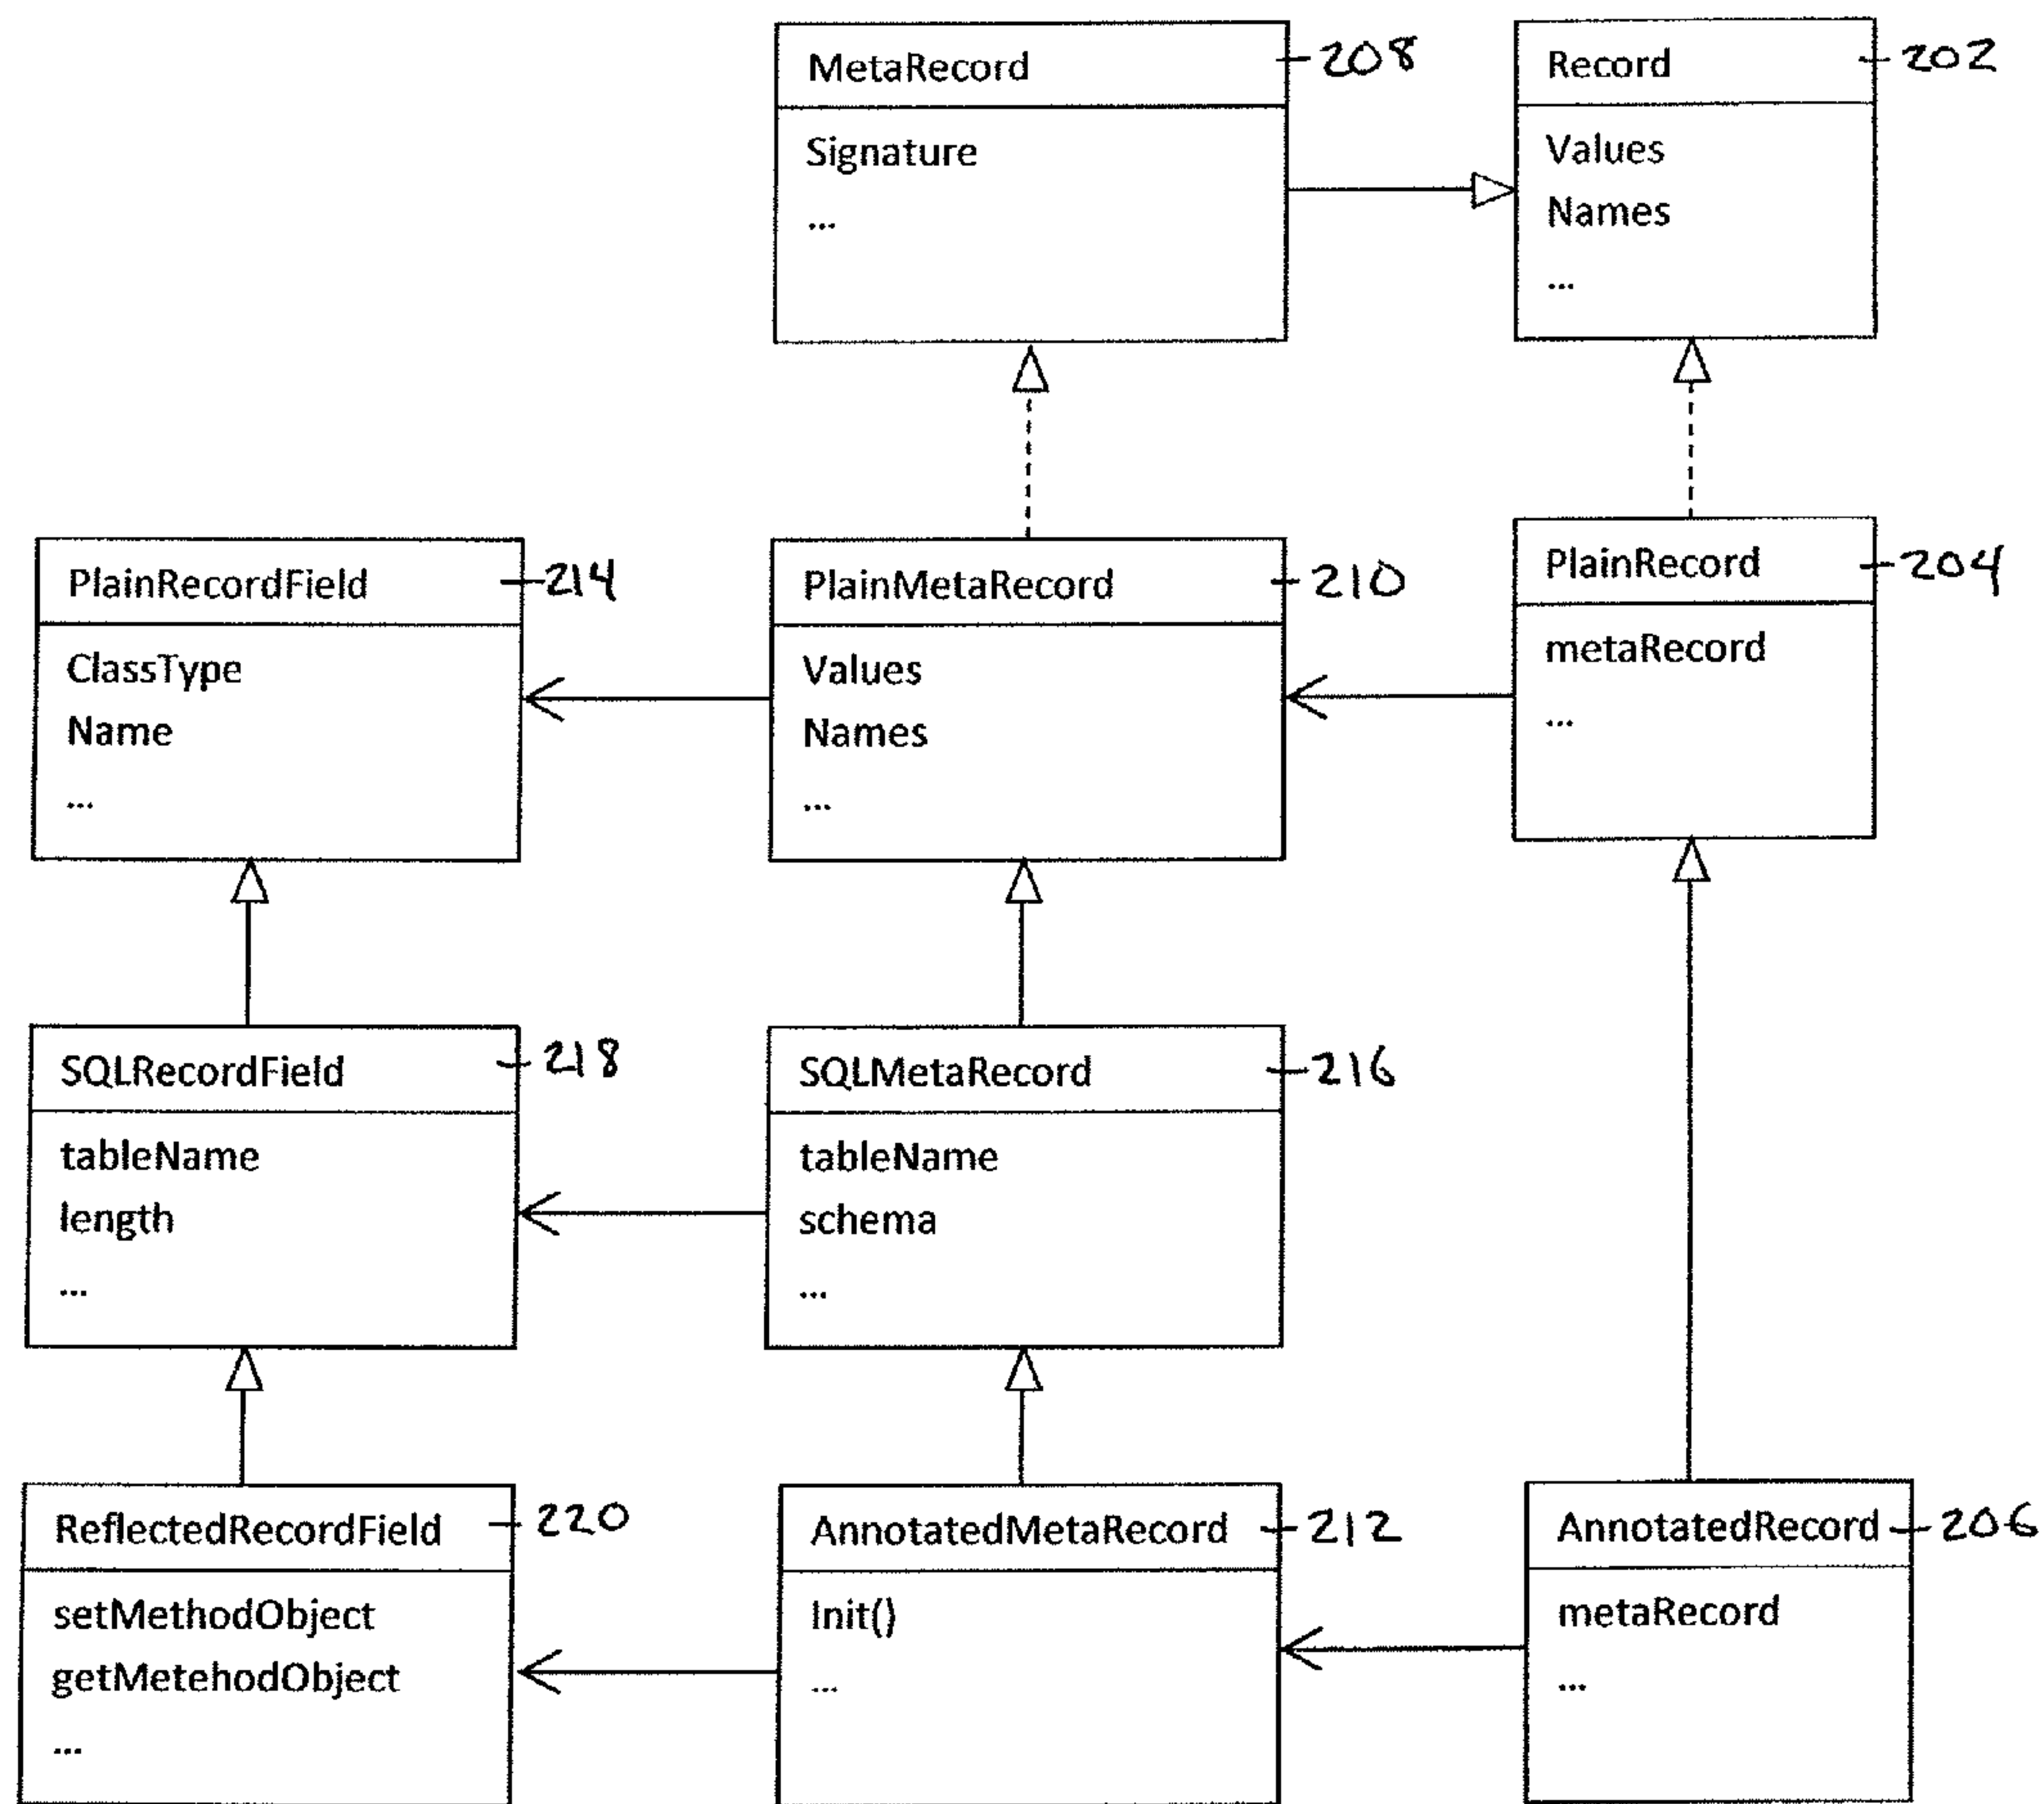 MetaRecord
208
Signature
...
Record
202
Values
Names
...
PlainRecordField
214
ClassType
Name
...
PlainMetaRecord
210
Values
Names
...
PlainRecord
204
metaRecord
...
SQLRecordField
218
tableName
length
...
SQLMetaRecord
216
tableName
schema
...
ReflectedRecordField
220
setMethodObject
getMetehodObject
...
AnnotatedMetaRecord
212
Init()
...
AnnotatedRecord
206
metaRecord
...